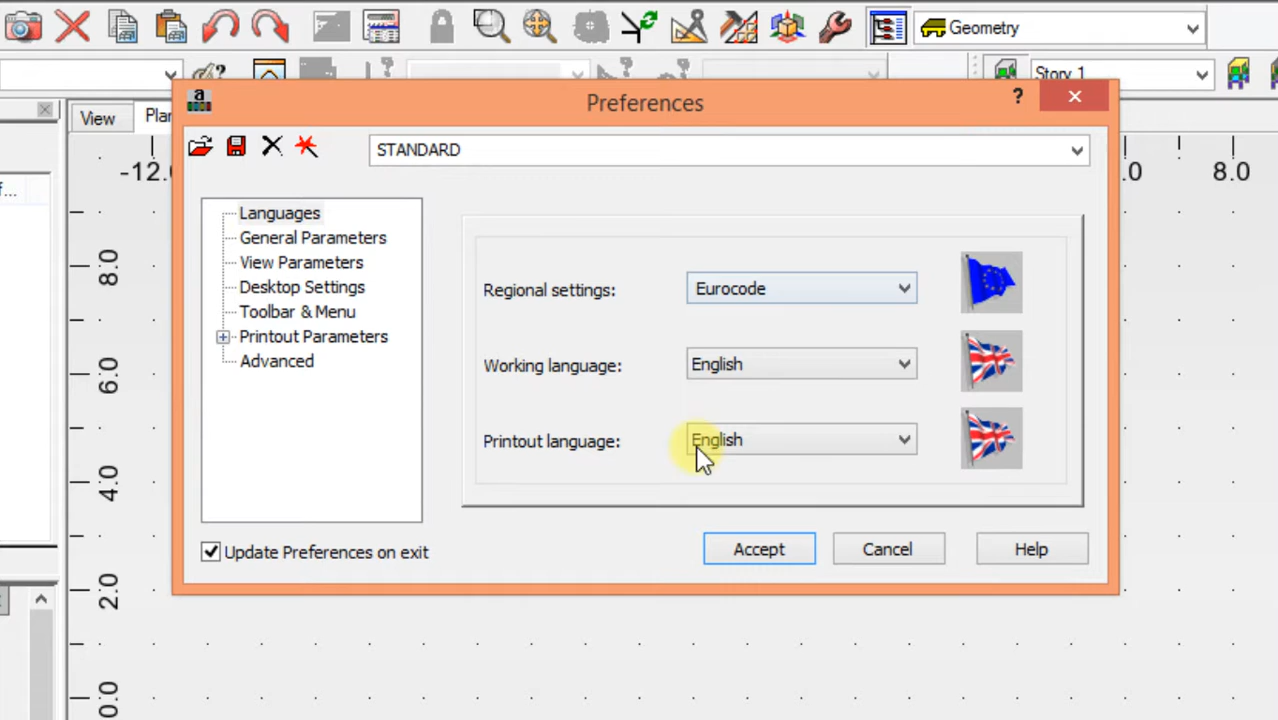 Geometry
Story 1
Preferences
?
View
Plan
STANDARD
-12.
.0
8.0
f...
Languages
General Parameters
View Parameters
Desktop Settings
Toolbar & Menu
Printout Parameters
Advanced
Regional settings:
Eurocode
Working language:
English
Printout language:
English
Update Preferences on exit
Accept
Cancel
Help
8.0
6.0
4.0
2.0
0.0